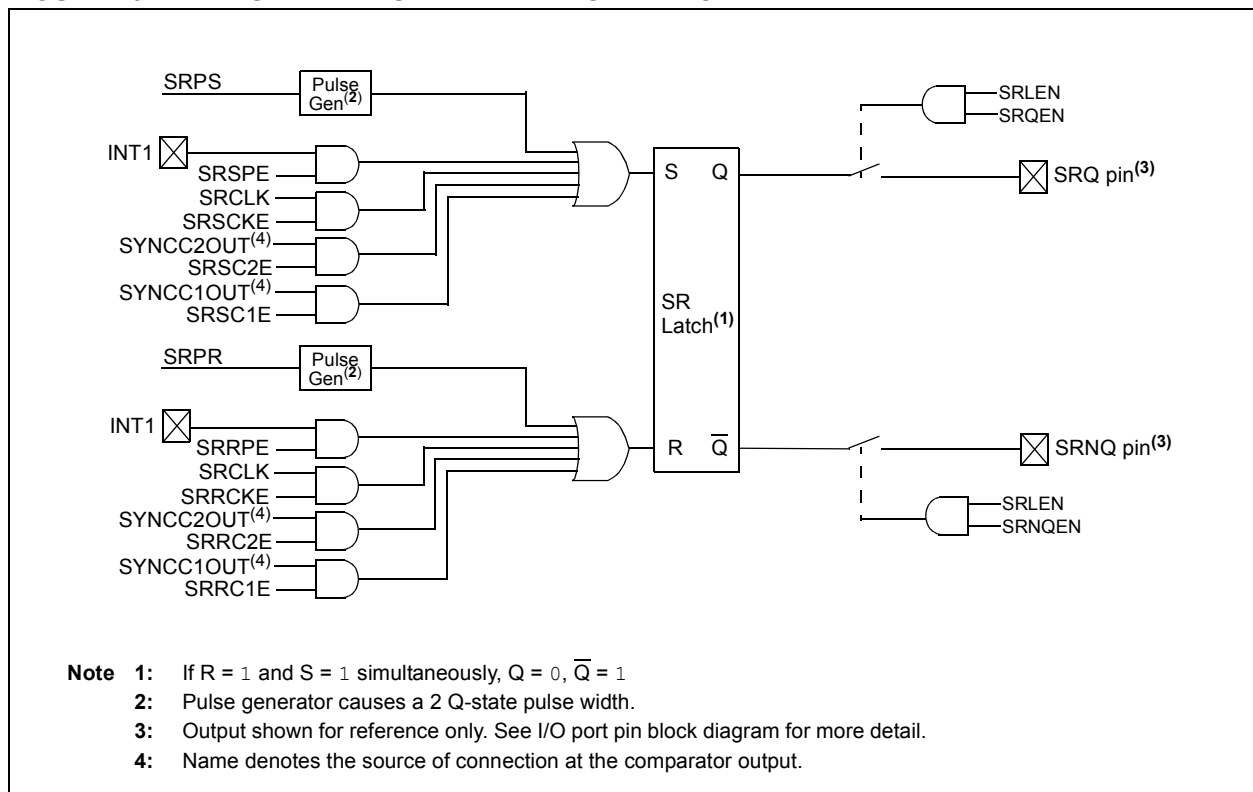 SRPS
Pulse
Gen(2)
INT1
SRSPE
SRCLK
SRSCKE
SYNCC2OUT(4)
SRSC2E
SYNCC1OUT(4)
SRSC1E
SRPR
Pulse
Gen(2)
INT1
SRRPE
SRCLK
SRRCKE
SYNCC2OUT(4)
SRRC2E
SYNCC1OUT(4)
SRRC1E
S Q
SR
Latch(1)
R Q̅
SRLEN
SRQEN
SRQ pin(3)
SRNQ pin(3)
SRLEN
SRNQEN
Note 1: If R = 1 and S = 1 simultaneously, Q = 0, Q̅ = 1
2: Pulse generator causes a 2 Q-state pulse width.
3: Output shown for reference only. See I/O port pin block diagram for more detail.
4: Name denotes the source of connection at the comparator output.